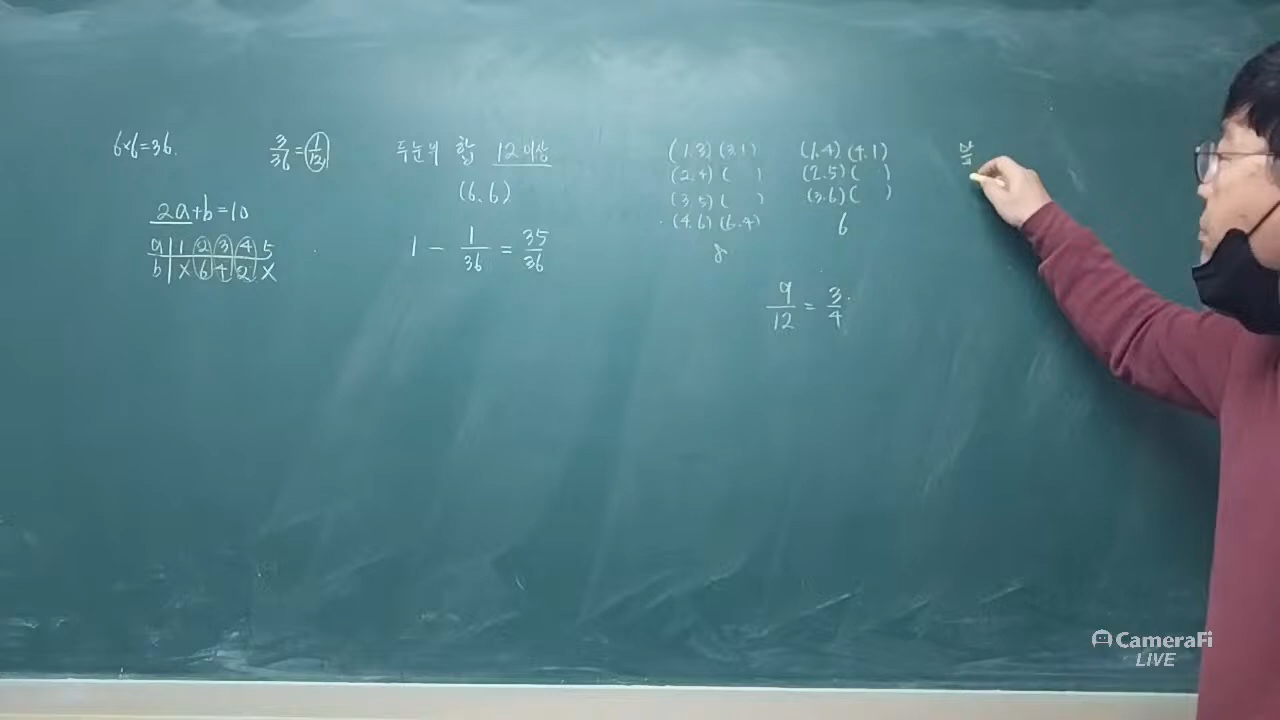 6×6=36.
3/36 = 1/12
2a+b=10
a | 1 2 3 4 5
b | X 6 4 2 X
두눈의 합 12이상
(6.6)
1 - 1/36 = 35/36
(1.3) (3.1)
(2.4) ( )
(3.5) ( )
(4.6) (6.4)
8
(1.4) (4.1)
(2.5) ( )
(3.6) ( )
6
9/12 = 3/4
CameraFi
LIVE